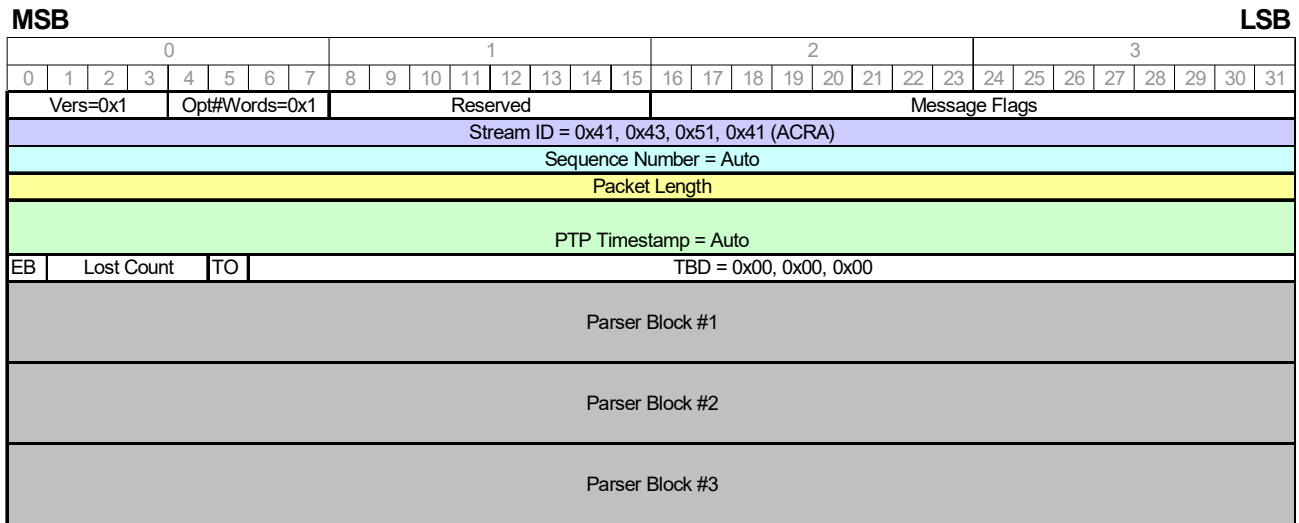 MSB LSB
0 1 2 3
0 1 2 3 4 5 6 7 8 9 10 11 12 13 14 15 16 17 18 19 20 21 22 23 24 25 26 27 28 29 30 31
Vers=0x1 Opt#Words=0x1 Reserved Message Flags
Stream ID = 0x41, 0x43, 0x51, 0x41 (ACRA)
Sequence Number = Auto
Packet Length
PTP Timestamp = Auto
EB Lost Count TO TBD = 0x00, 0x00, 0x00
Parser Block #1
Parser Block #2
Parser Block #3